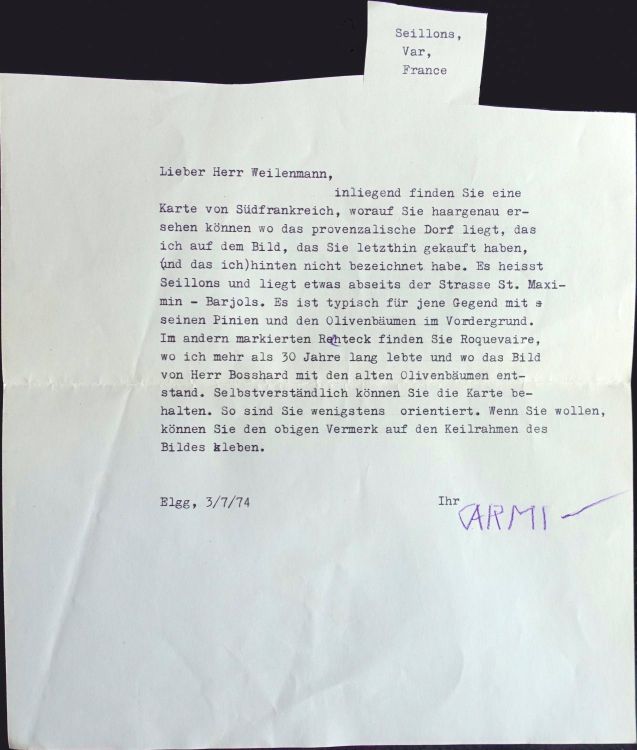 Seillons,
Var,
France
Lieber Herr Weilenmann,
inliegend finden Sie eine
Karte von Südfrankreich, worauf Sie haargenau er-
sehen können wo das provenzalische Dorf liegt, das
ich auf dem Bild, das Sie letzthin gekauft haben,
(und das ich)hinten nicht bezeichnet habe. Es heisst
Seillons und liegt etwas abseits der Strasse St. Maxi-
min - Barjols. Es ist typisch für jene Gegend mit s
seinen Pinien und den Olivenbäumen im Vordergrund.
Im andern markierten Rechteck finden Sie Roquevaire,
wo ich mehr als 30 Jahre lang lebte und wo das Bild
von Herr Bosshard mit den alten Olivenbäumen ent-
stand. Selbstverständlich können Sie die Karte be-
halten. So sind Sie wenigstens orientiert. Wenn Sie wollen,
können Sie den obigen Vermerk auf den Keilrahmen des
Bildes kleben.
Elgg, 3/7/74 Ihr
CARMI